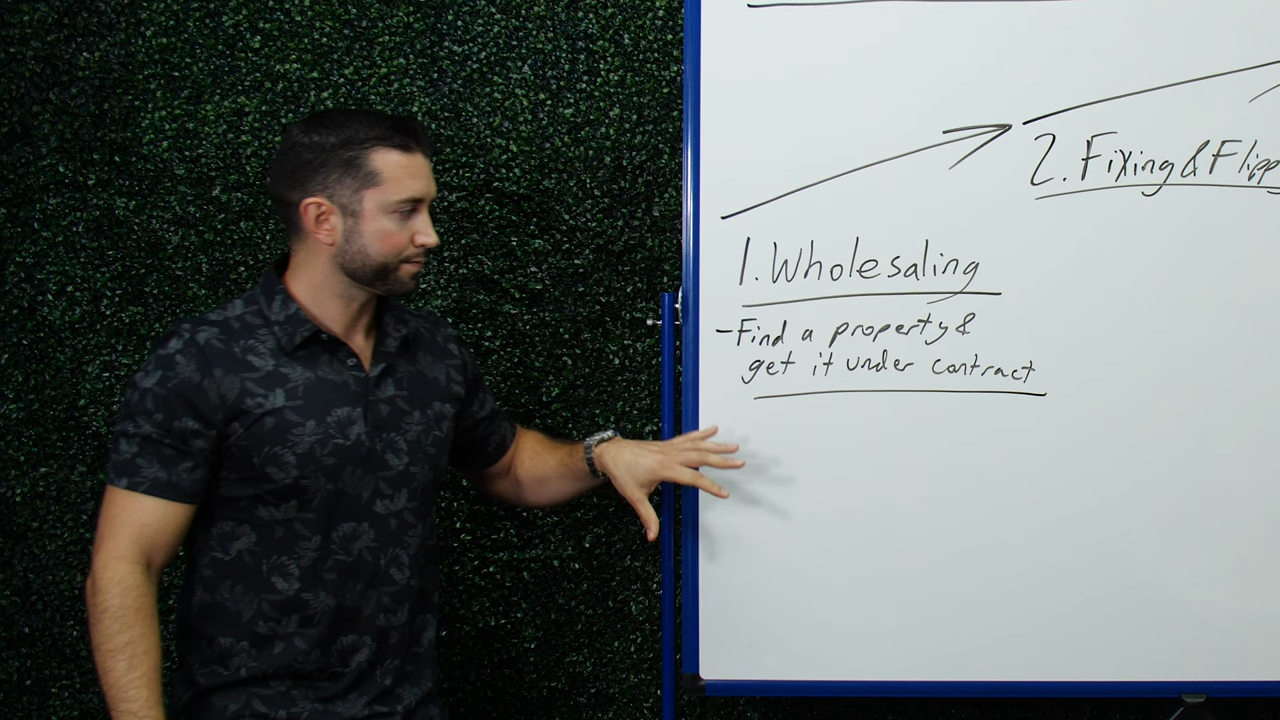 1. Wholesaling
-Find a property &
get it under contract
2. Fixing & Flipp